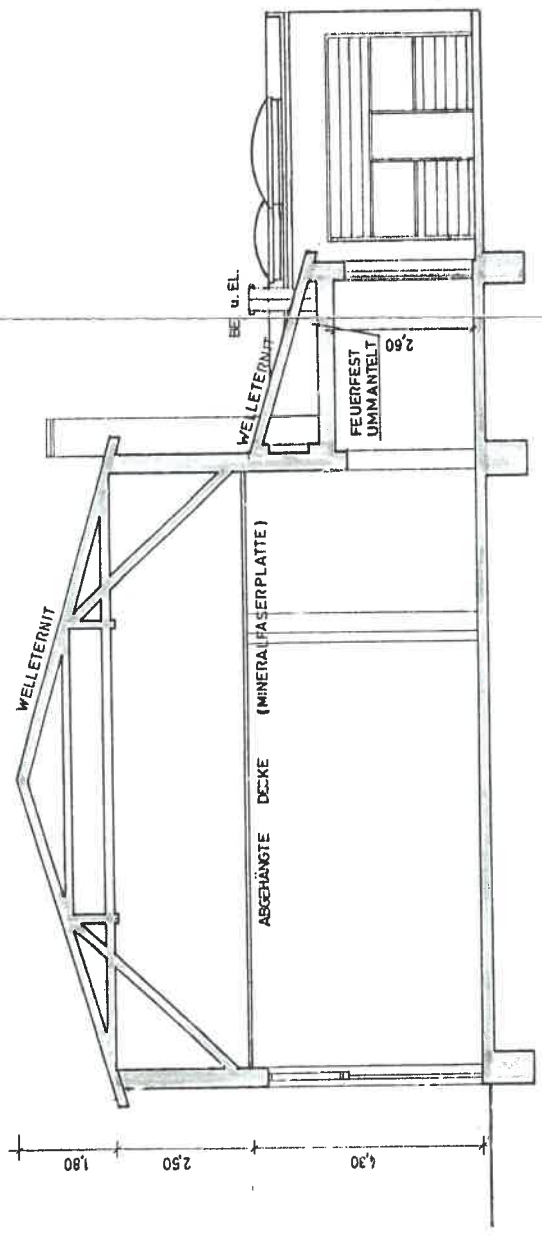 WELLETERNIT
WELLETERNIT
BE u. EL.
FEUERFEST
UMMANTELT
2,60
ABGEHÄNGTE DECKE (MINERALFASERPLATTE)
1,80
2,50
4,30